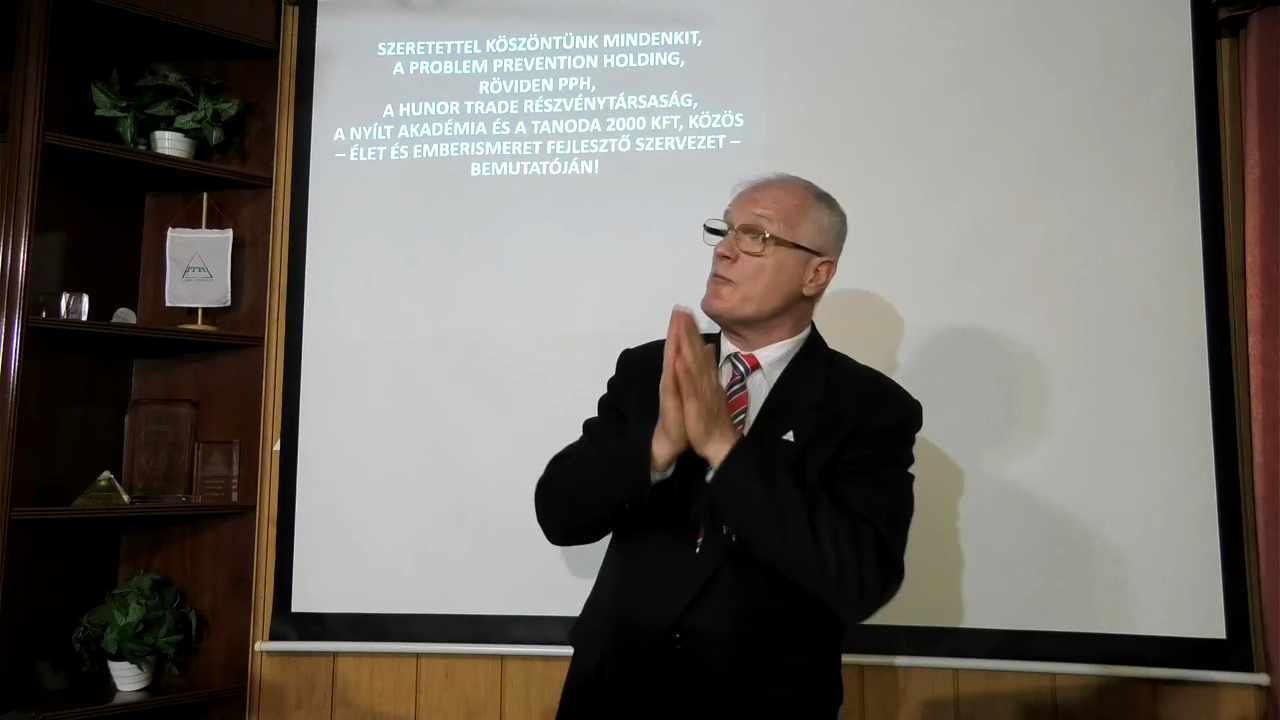 SZERETETTEL KÖSZÖNTÜNK MINDENKIT,
A PROBLEM PREVENTION HOLDING,
RÖVIDEN PPH,
A HUNOR TRADE RÉSZVÉNYTÁRSASÁG,
A NYÍLT AKADÉMIA ÉS A TANODA 2000 KFT, KÖZÖS
– ÉLET ÉS EMBERISMERET FEJLESZTŐ SZERVEZET –
BEMUTATÓJÁN!
PPH